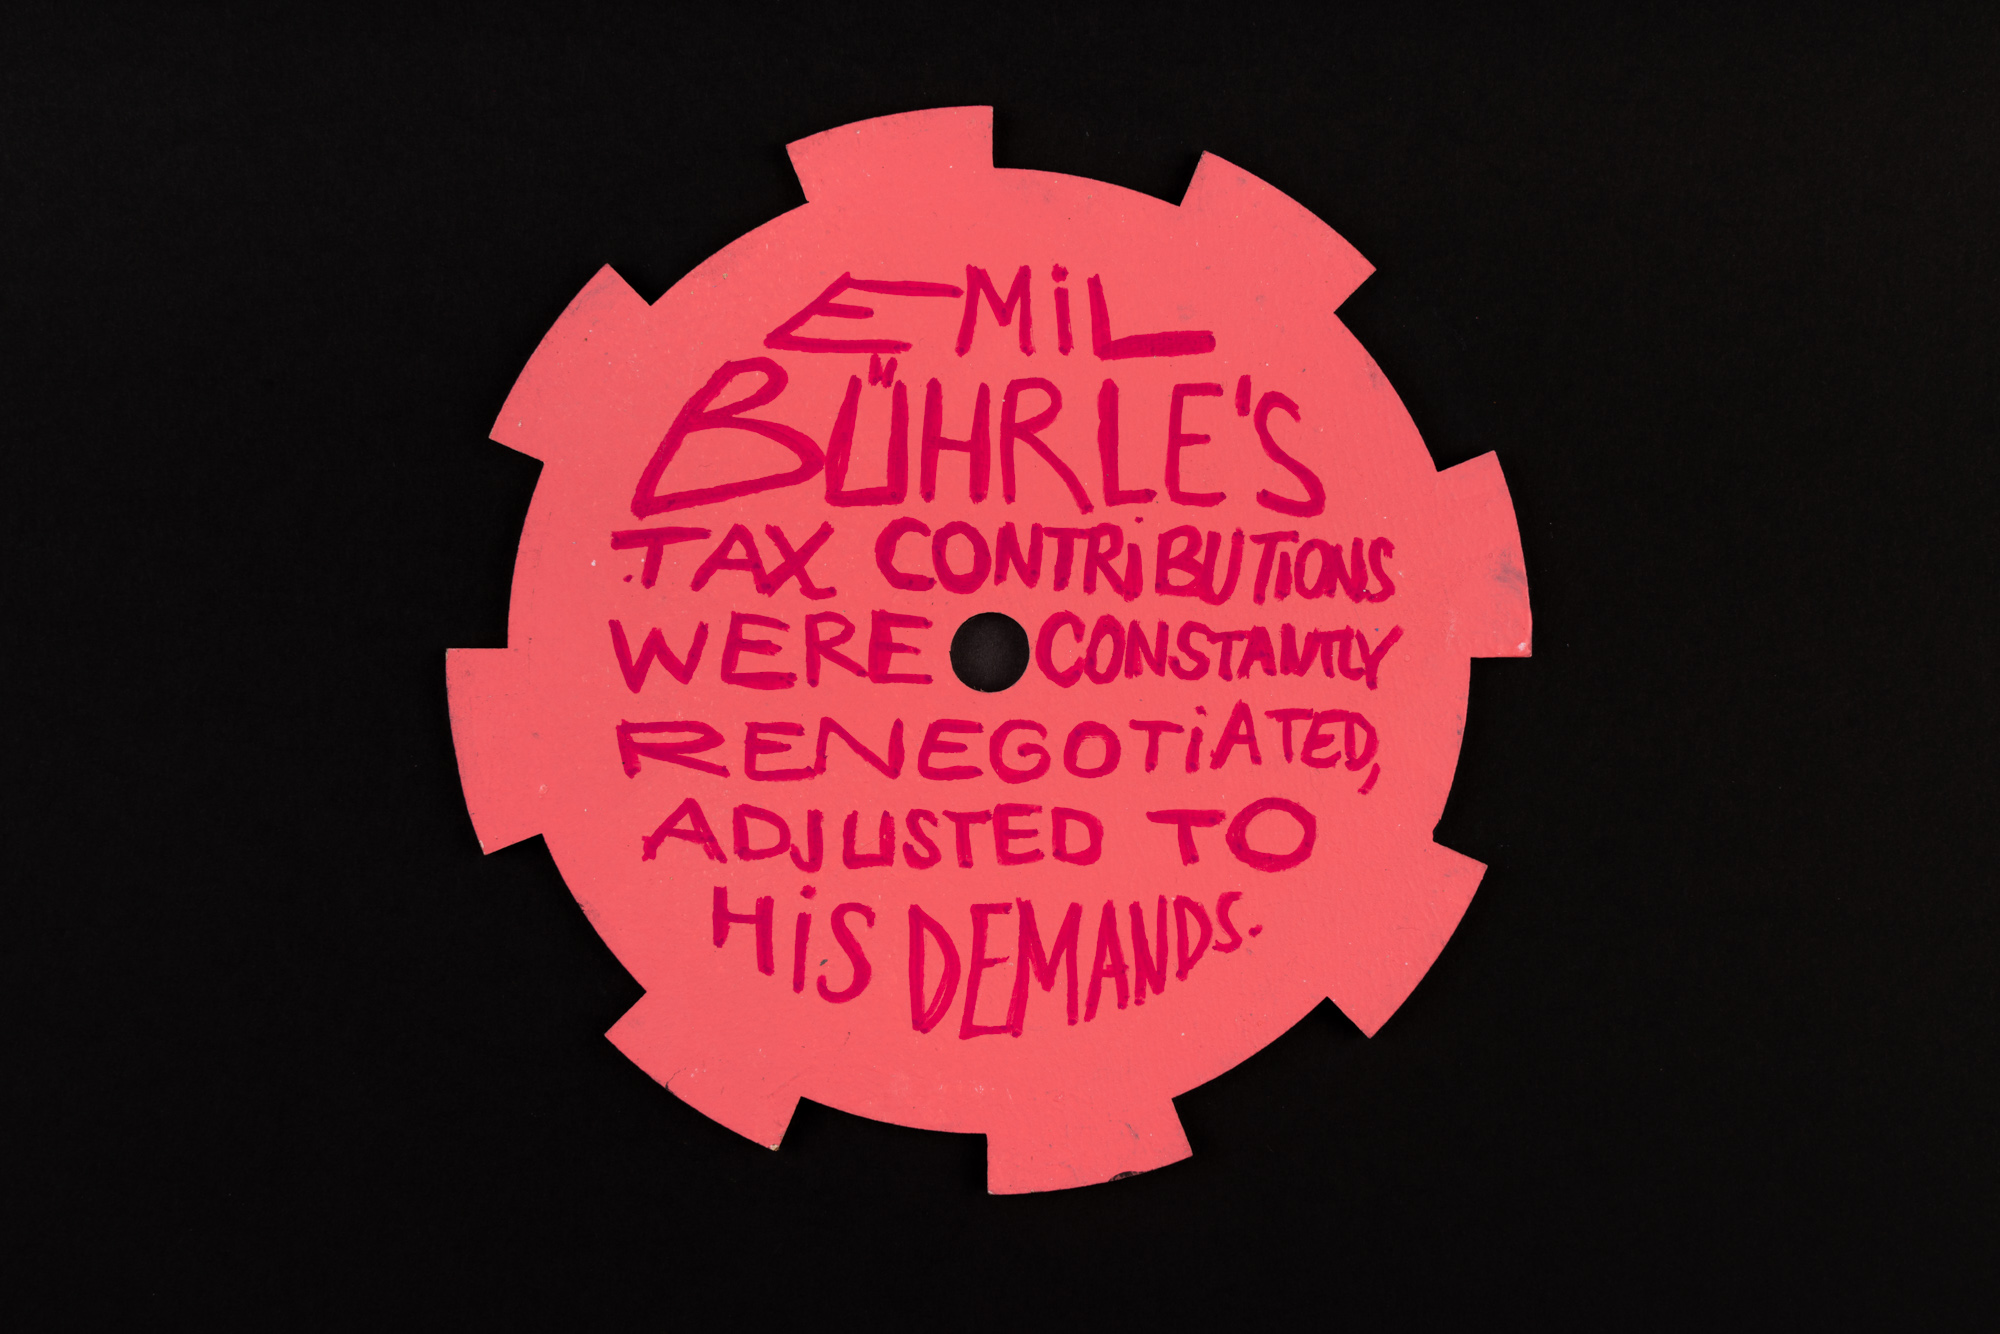 EMiL
BÜHRLE'S
TAX CONTRiBUTiONS
WERE CONSTANTLY
RENEGOTiATED,
ADJUSTED TO
HiS DEMANDS.